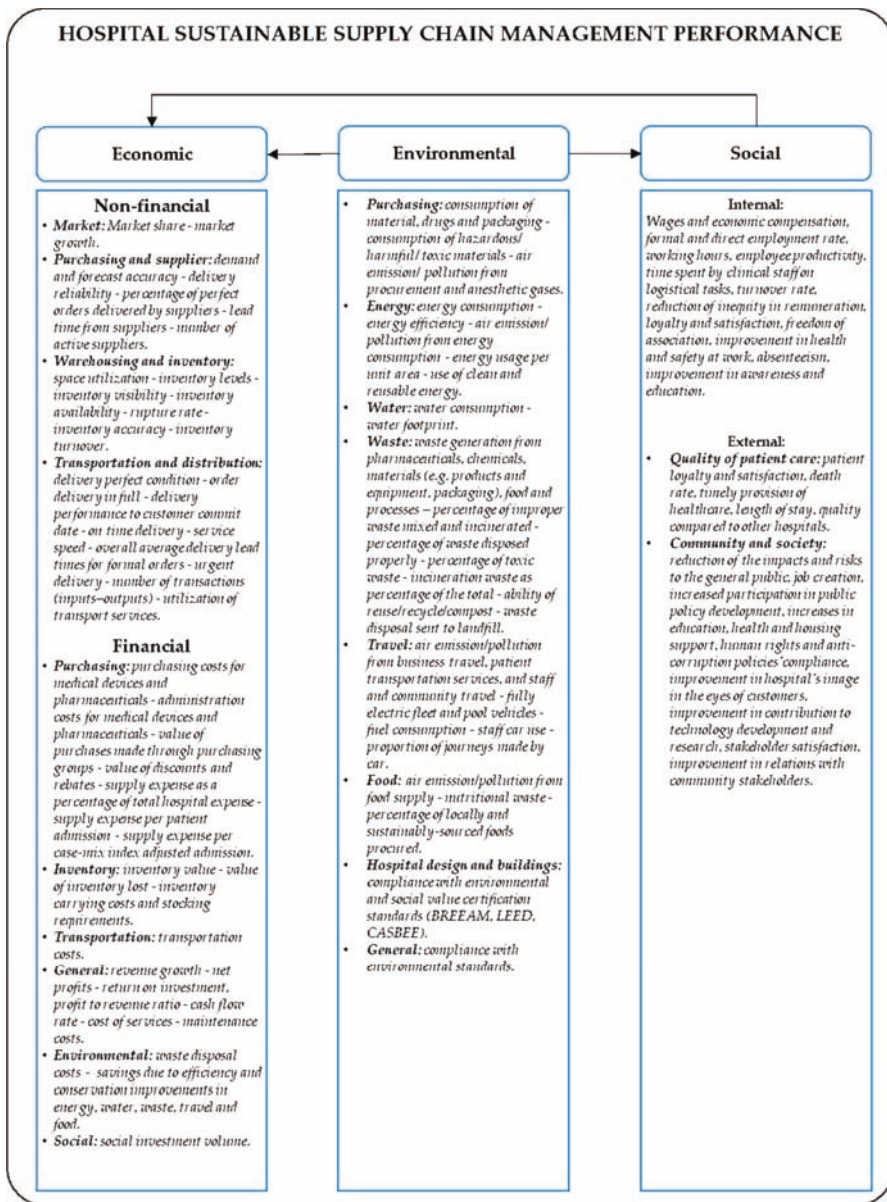 HOSPITAL SUSTAINABLE SUPPLY CHAIN MANAGEMENT PERFORMANCE
Economic
Environmental
Social
Non-financial
• Market: Market share - market
growth.
• Purchasing and supplier: demand
and forecast accuracy - delivery
reliability - percentage of perfect
orders delivered by suppliers - lead
time from suppliers - number of
active suppliers.
• Warehousing and inventory:
space utilization - inventory levels -
inventory visibility - inventory
availability - rupture rate -
inventory accuracy - inventory
turnover.
• Transportation and distribution:
delivery perfect condition - order
delivery in full - delivery
performance to customer commit
date - on time delivery - service
speed - overall average delivery lead
times for formal orders - urgent
delivery - number of transactions
(inputs–outputs) - utilization of
transport services.
Financial
• Purchasing: purchasing costs for
medical devices and
pharmaceuticals - administration
costs for medical devices and
pharmaceuticals - value of
purchases made through purchasing
groups - value of discounts and
rebates - supply expense as a
percentage of total hospital expense -
supply expense per patient
admission - supply expense per
case-mix index adjusted admission.
• Inventory: inventory value - value
of inventory lost - inventory
carrying costs and stocking
requirements.
• Transportation: transportation
costs.
• General: revenue growth - net
profits - return on investment,
profit to revenue ratio - cash flow
rate - cost of services - maintenance
costs.
• Environmental: waste disposal
costs - savings due to efficiency and
conservation improvements in
energy, water, waste, travel and
food.
• Social: social investment volume.
• Purchasing: consumption of
material, drugs and packaging -
consumption of hazardous/
harmful/ toxic materials - air
emission/ pollution from
procurement and anesthetic gases.
• Energy: energy consumption -
energy efficiency - air emission/
pollution from energy
consumption - energy usage per
unit area - use of clean and
reusable energy.
• Water: water consumption -
water footprint.
• Waste: waste generation from
pharmaceuticals, chemicals,
materials (e.g. products and
equipment, packaging), food and
processes – percentage of improper
waste mixed and incinerated -
percentage of waste disposed
properly - percentage of toxic
waste - incineration waste as
percentage of the total - ability of
reuse/recycle/compost - waste
disposal sent to landfill.
• Travel: air emission/pollution
from business travel, patient
transportation services, and staff
and community travel - fully
electric fleet and pool vehicles -
fuel consumption - staff car use -
proportion of journeys made by
car.
• Food: air emission/pollution from
food supply - nutritional waste -
percentage of locally and
sustainably-sourced foods
procured.
• Hospital design and buildings:
compliance with environmental
and social value certification
standards (BREEAM, LEED,
CASBEE).
• General: compliance with
environmental standards.
Internal:
Wages and economic compensation,
formal and direct employment rate,
working hours, employee productivity,
time spent by clinical staff on
logistical tasks, turnover rate,
reduction of inequity in remuneration,
loyalty and satisfaction, freedom of
association, improvement in health
and safety at work, absenteeism,
improvement in awareness and
education.
External:
• Quality of patient care: patient
loyalty and satisfaction, death
rate, timely provision of
healthcare, length of stay, quality
compared to other hospitals.
• Community and society:
reduction of the impacts and risks
to the general public, job creation,
increased participation in public
policy development, increases in
education, health and housing
support, human rights and anti-
corruption policies' compliance,
improvement in hospital's image
in the eyes of customers,
improvement in contribution to
technology development and
research, stakeholder satisfaction,
improvement in relations with
community stakeholders.